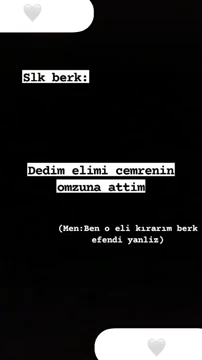 Slk berk:
Dedim elimi cemrenin
omzuna attim
(Men:Ben o eli kırarım berk
efendi yanliz)